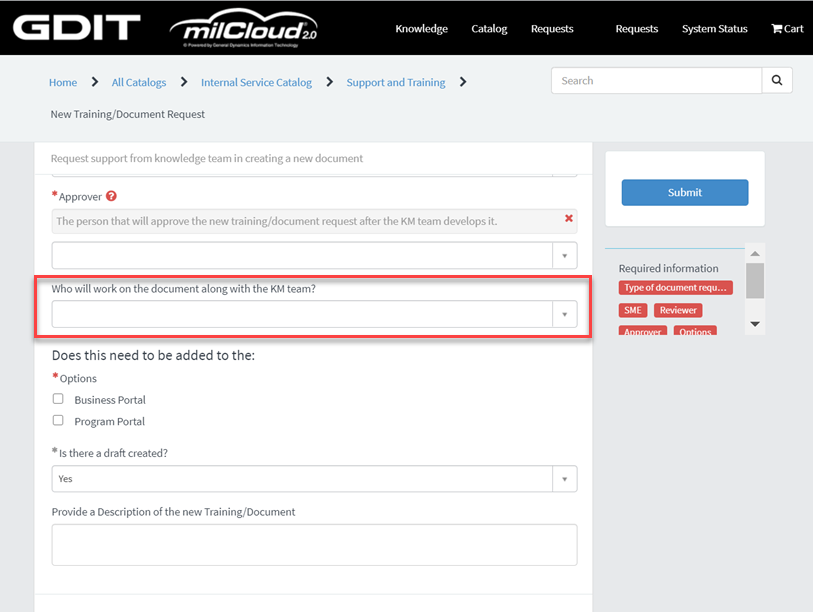 GDIT milCloud® 2.0
© Powered by General Dynamics Information Technology
Knowledge Catalog Requests Requests System Status Cart
Home All Catalogs Internal Service Catalog Support and Training
Search
New Training/Document Request
Request support from knowledge team in creating a new document
Submit
* Approver ?
The person that will approve the new training/document request after the KM team develops it.
Required information
Type of document requ...
SME Reviewer
Approver Options
Who will work on the document along with the KM team?
Does this need to be added to the:
* Options
Business Portal
Program Portal
* Is there a draft created?
Yes
Provide a Description of the new Training/Document